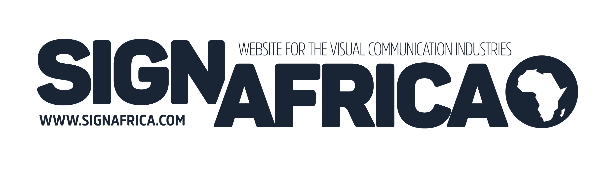 SIGN
WEBSITE FOR THE VISUAL COMMUNICATION INDUSTRIES
AFRICA
WWW.SIGNAFRICA.COM